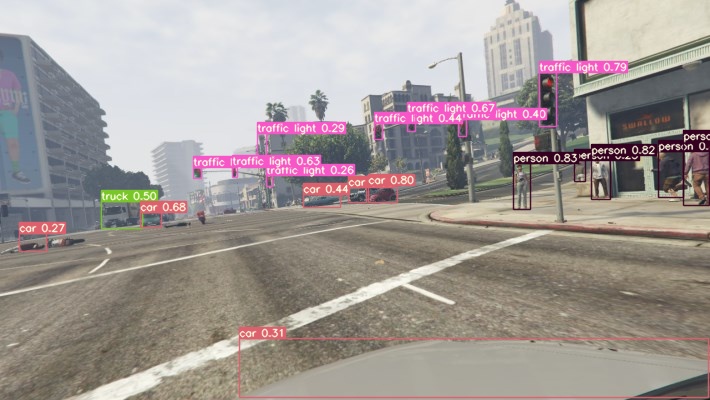 traffic light 0.79
traffic light 0.67
traffic light 0.44
traffic light 0.40
traffic light 0.29
person 0.82
person 0.
person 0.83
traffic light 0.63
traffic light 0.26
car 0.80
car 0.44
truck 0.50
car 0.68
car 0.27
car 0.31